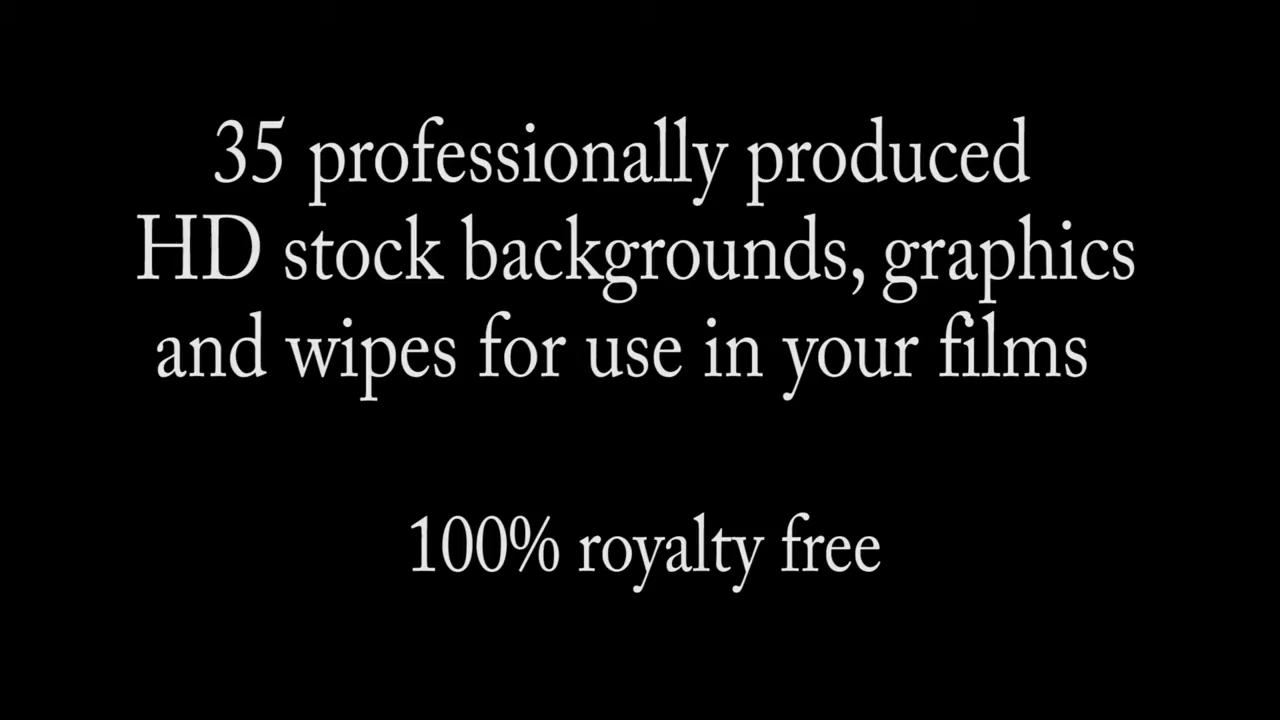 35 professionally produced
HD stock backgrounds, graphics
and wipes for use in your films
100% royalty free